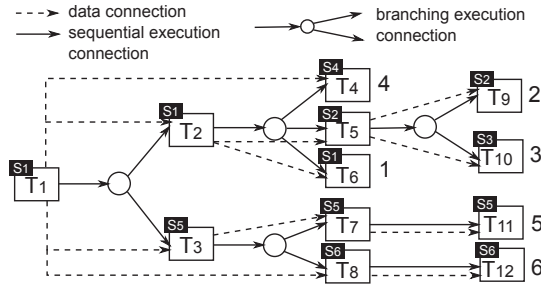 data connection
sequential execution
connection
branching execution
connection
S4
T4 4
S1
T2
S2
T5
S2
T9 2
S3
T10 3
S1
T6 1
S1
T1
S5
T3
S5
T7
S5
T11 5
S6
T8
S6
T12 6